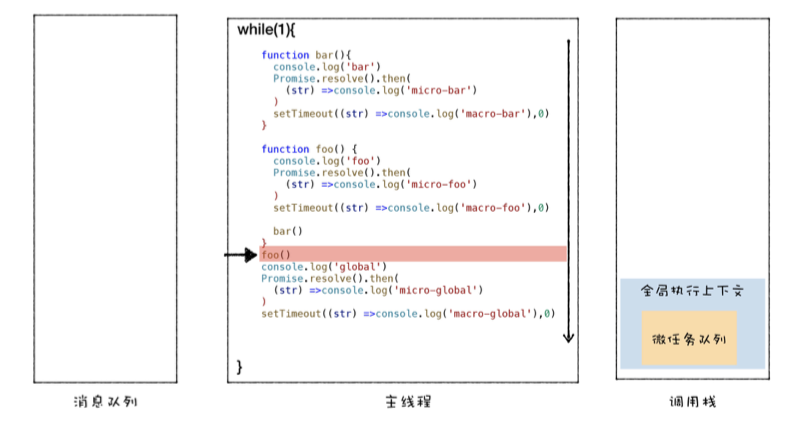 while(1){
function bar(){
console.log('bar')
Promise.resolve().then(
(str) =>console.log('micro-bar')
)
setTimeout((str) =>console.log('macro-bar'),0)
}
function foo() {
console.log('foo')
Promise.resolve().then(
(str) =>console.log('micro-foo')
)
setTimeout((str) =>console.log('macro-foo'),0)
bar()
}
foo()
console.log('global')
Promise.resolve().then(
(str) =>console.log('micro-global')
)
setTimeout((str) =>console.log('macro-global'),0)
}
全局执行上下文
微任务队列
消息队列
主线程
调用栈